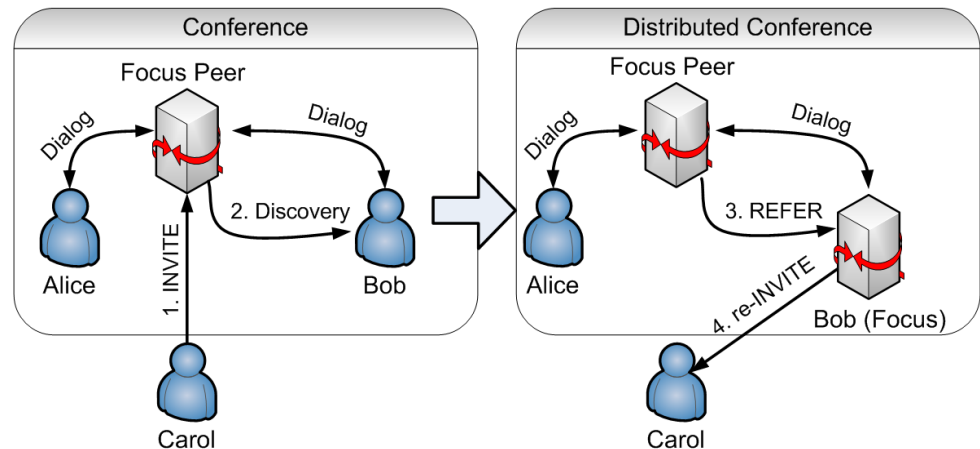 Conference
Focus Peer
Dialog
Dialog
2. Discovery
Alice
Bob
1. INVITE
Carol
Distributed Conference
Focus Peer
Dialog
Dialog
3. REFER
Alice
Bob (Focus)
4. re-INVITE
Carol